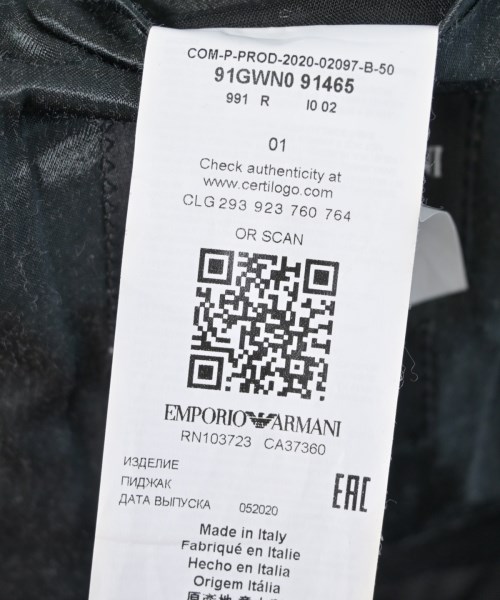 COM-P-PROD-2020-02097-B-50
91GWN0 91465
991 R I0 02
01
Check authenticity at
www.certilogo.com
CLG 293 923 760 764
OR SCAN
EMPORIO ARMANI
RN103723 CA37360
ИЗДЕЛИЕ
ПИДЖАК
ДАТА ВЫПУСКА 052020
EAC
Made in Italy
Fabriqué en Italie
Hecho en Italia
Origem Itália